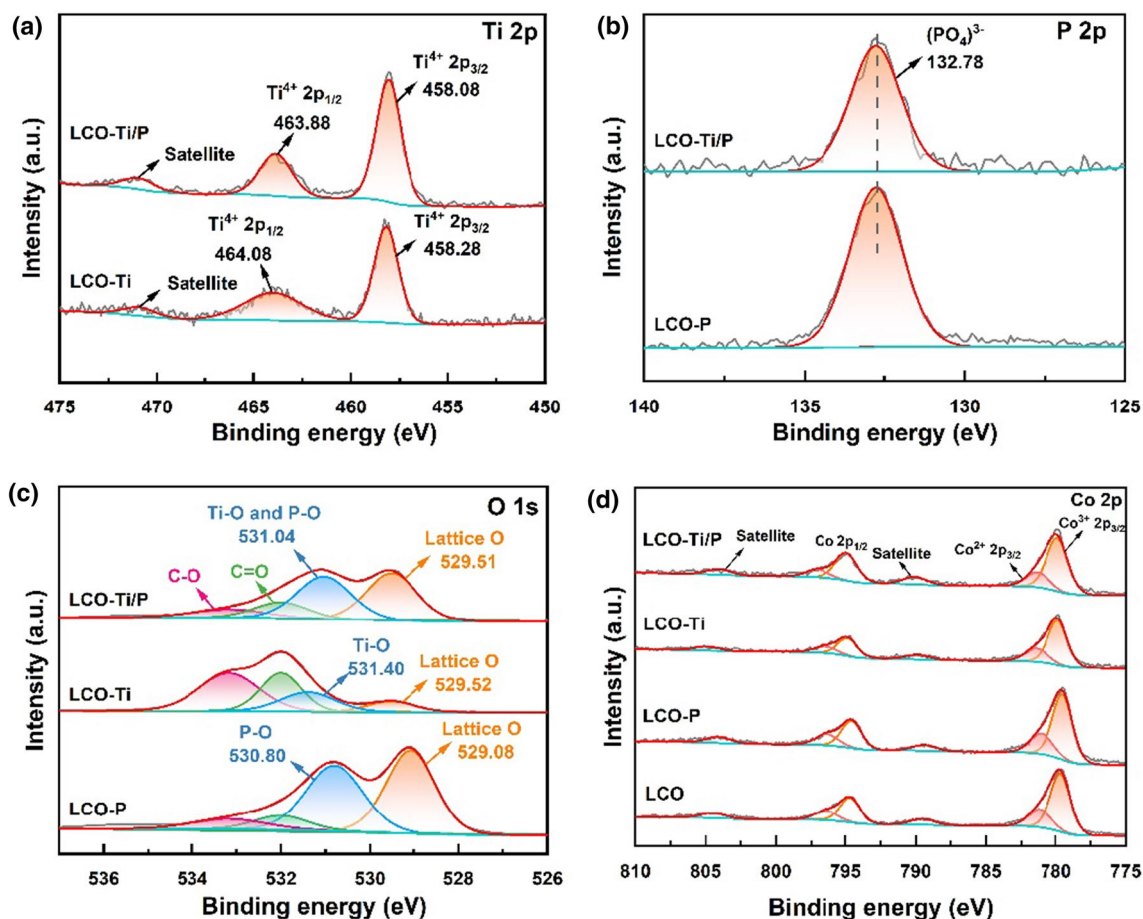 (a)
Ti 2p
Ti⁴⁺ 2p₃/₂
458.08
Ti⁴⁺ 2p₁/₂
463.88
LCO-Ti/P
Satellite
Ti⁴⁺ 2p₃/₂
458.28
Ti⁴⁺ 2p₁/₂
464.08
LCO-Ti
Satellite
Intensity (a.u.)
475 470 465 460 455 450
Binding energy (eV)
(b)
P 2p
(PO₄)³⁻
132.78
LCO-Ti/P
LCO-P
Intensity (a.u.)
140 135 130 125
Binding energy (eV)
(c)
O 1s
Ti-O and P-O
531.04
Lattice O
529.51
C-O
C=O
LCO-Ti/P
Ti-O
531.40
Lattice O
529.52
LCO-Ti
P-O
530.80
Lattice O
529.08
LCO-P
Intensity (a.u.)
536 534 532 530 528 526
Binding energy (eV)
(d)
Co 2p
LCO-Ti/P
Satellite
Co 2p₁/₂
Satellite
Co²⁺ 2p₃/₂
Co³⁺ 2p₃/₂
LCO-Ti
LCO-P
LCO
Intensity (a.u.)
810 805 800 795 790 785 780 775
Binding energy (eV)